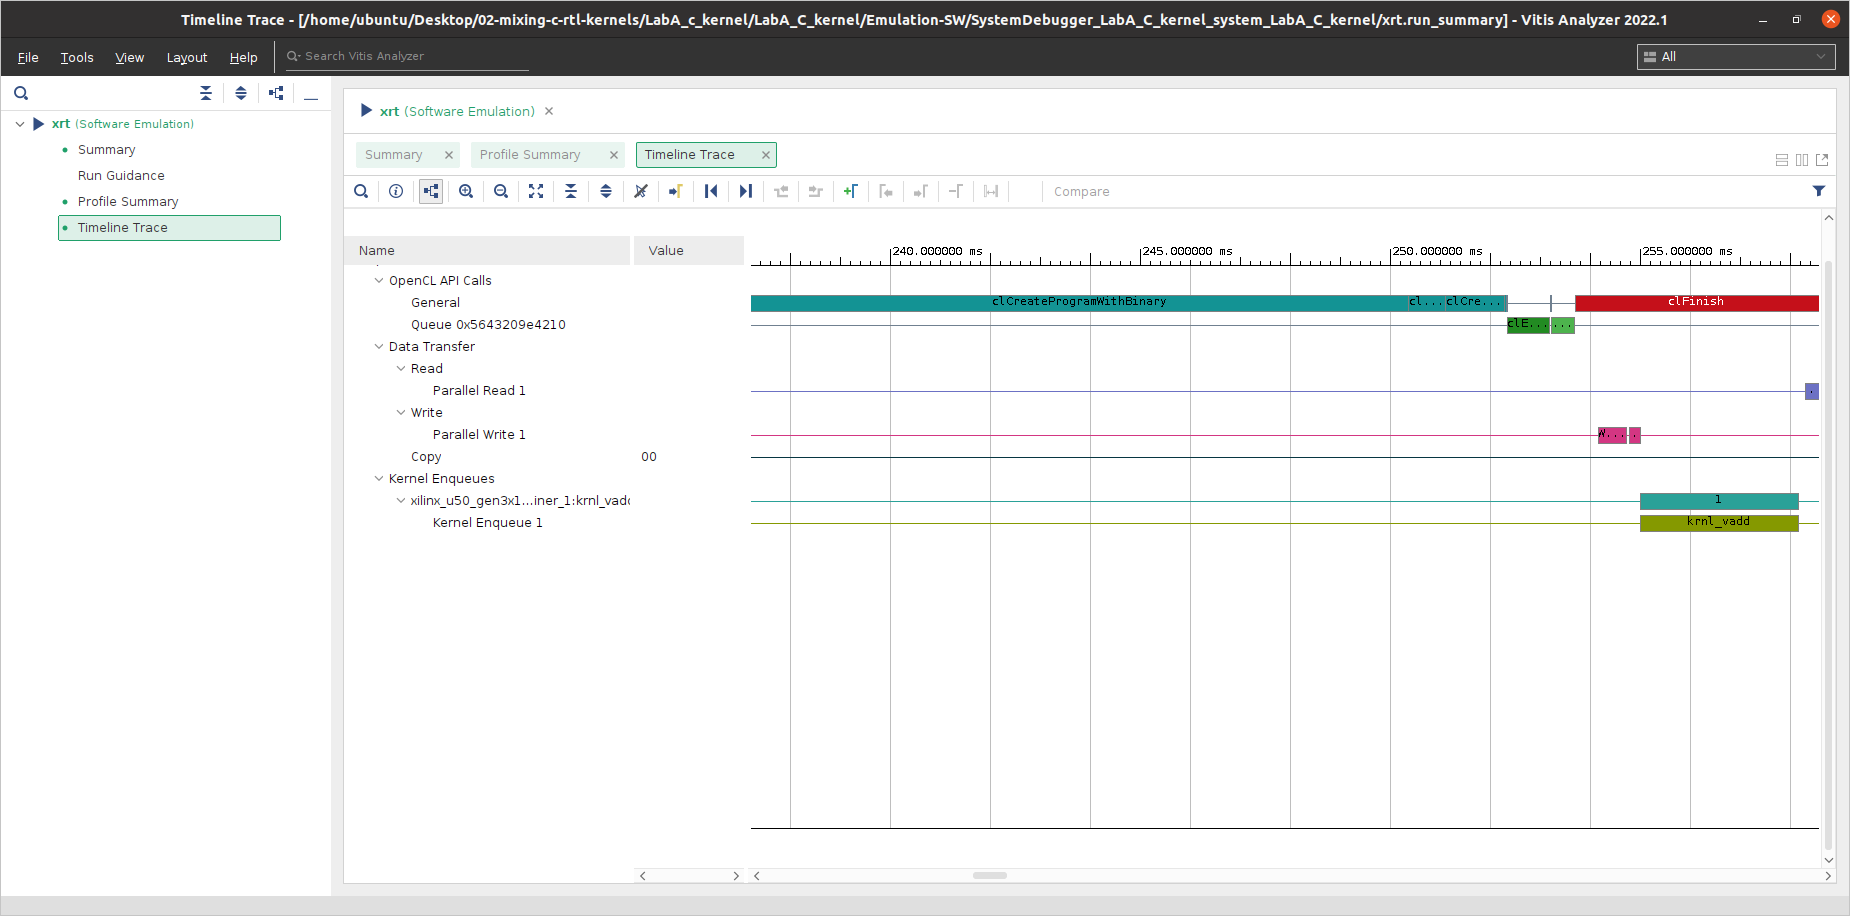 Timeline Trace - [/home/ubuntu/Desktop/02-mixing-c-rtl-kernels/LabA_c_kernel/LabA_C_kernel/Emulation-SW/SystemDebugger_LabA_C_kernel_system_LabA_C_kernel/xrt.run_summary] - Vitis Analyzer 2022.1
File Tools View Layout Help Search Vitis Analyzer All
xrt (Software Emulation)
Summary
Run Guidance
Profile Summary
Timeline Trace
xrt (Software Emulation)
Summary Profile Summary Timeline Trace
Compare
Name Value 240.000000 ms 245.000000 ms 250.000000 ms 255.000000 ms
OpenCL API Calls
General clCreateProgramWithBinary cl... clCre... clFinish
Queue 0x5643209e4210 clE... ...
Data Transfer
Read
Parallel Read 1 .
Write
Parallel Write 1 W... .
Copy 00
Kernel Enqueues
xilinx_u50_gen3x1...iner_1:krnl_vadd 1
Kernel Enqueue 1 krnl_vadd